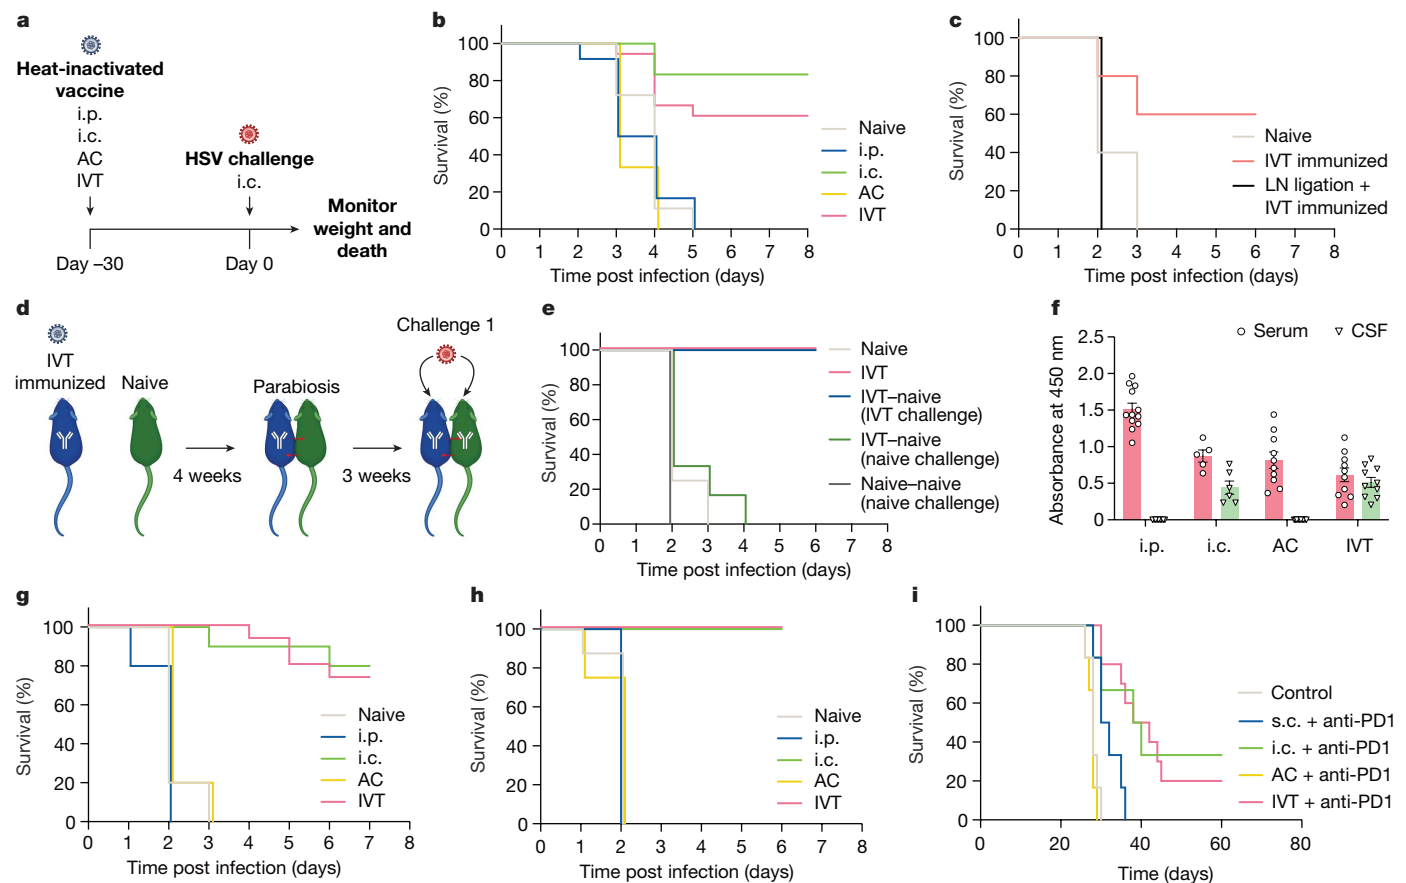 a
Heat-inactivated
vaccine
i.p.
i.c.
AC
IVT
HSV challenge
i.c.
Monitor
weight and
death
Day –30
Day 0
b
Survival (%)
100
80
60
40
20
0
0 1 2 3 4 5 6 7 8
Time post infection (days)
Naive
i.p.
i.c.
AC
IVT
c
Survival (%)
100
80
60
40
20
0
0 1 2 3 4 5 6 7 8
Time post infection (days)
Naive
IVT immunized
LN ligation +
IVT immunized
d
IVT
immunized
Naive
4 weeks
Parabiosis
3 weeks
Challenge 1
e
Survival (%)
100
80
60
40
20
0
0 1 2 3 4 5 6 7 8
Time post infection (days)
Naive
IVT
IVT–naive
(IVT challenge)
IVT–naive
(naive challenge)
Naive–naive
(naive challenge)
f
Serum CSF
Absorbance at 450 nm
2.5
2.0
1.5
1.0
0.5
0
i.p. i.c. AC IVT
g
Survival (%)
100
80
60
40
20
0
0 1 2 3 4 5 6 7 8
Time post infection (days)
Naive
i.p.
i.c.
AC
IVT
h
Survival (%)
100
80
60
40
20
0
0 1 2 3 4 5 6 7 8
Time post infection (days)
Naive
i.p.
i.c.
AC
IVT
i
Survival (%)
100
80
60
40
20
0
0 20 40 60 80
Time (days)
Control
s.c. + anti-PD1
i.c. + anti-PD1
AC + anti-PD1
IVT + anti-PD1